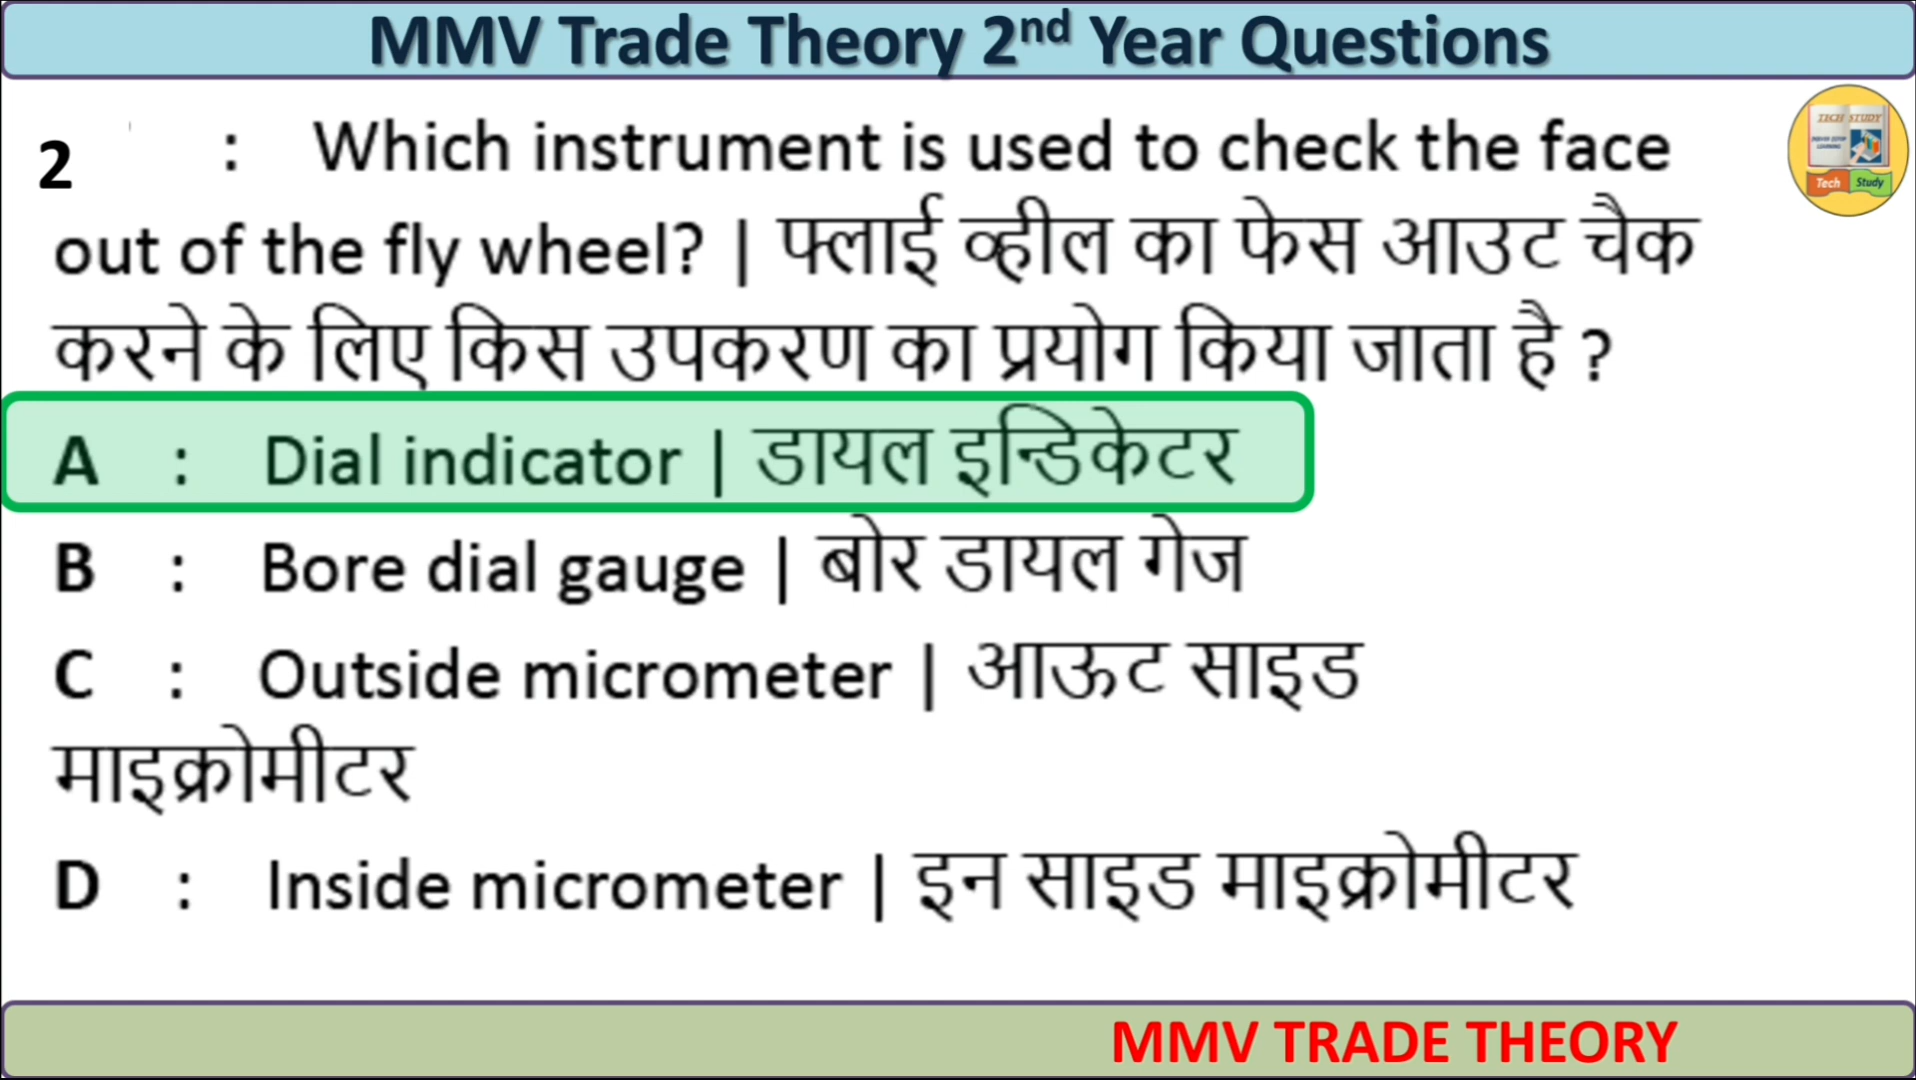 MMV Trade Theory 2nd Year Questions
2 : Which instrument is used to check the face
out of the fly wheel? | फ्लाई व्हील का फेस आउट चैक
करने के लिए किस उपकरण का प्रयोग किया जाता है ?
A : Dial indicator | डायल इन्डिकेटर
B : Bore dial gauge | बोर डायल गेज
C : Outside micrometer | आऊट साइड
माइक्रोमीटर
D : Inside micrometer | इन साइड माइक्रोमीटर
TECH STUDY
Tech Study
MMV TRADE THEORY